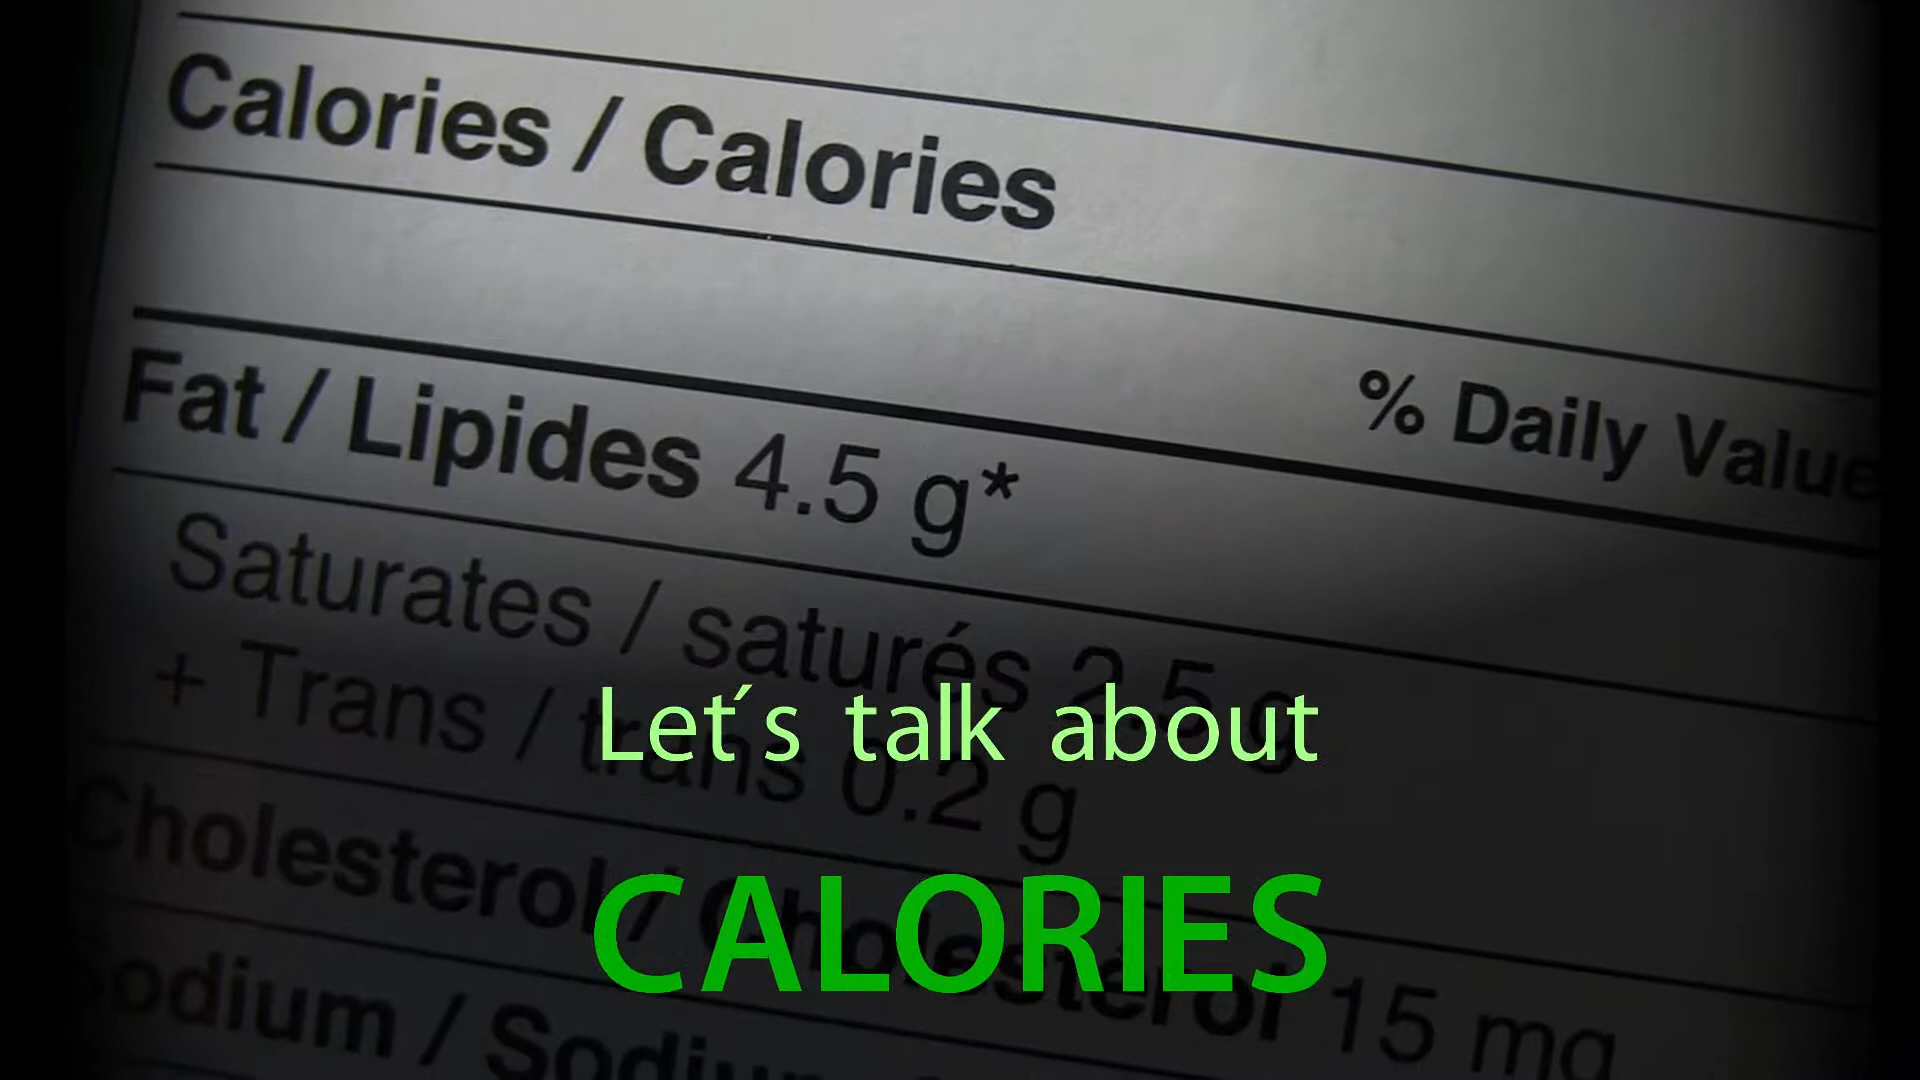 Calories / Calories
% Daily Value
Fat / Lipides 4.5 g*
Saturates / saturés 2.5 g
+ Trans / trans 0.2 g
Let´s talk about
Cholesterol / Cholestérol 15 mg
CALORIES
Sodium / Sodium